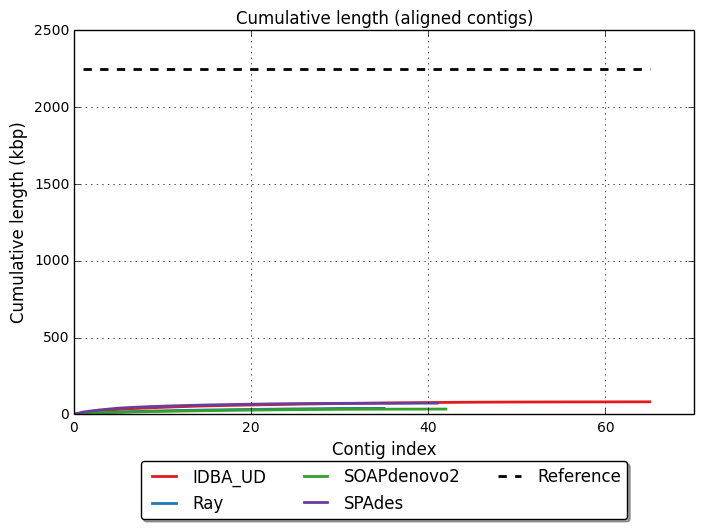 Cumulative length (aligned contigs)
2500
2000
1500
1000
500
0
Cumulative length (kbp)
0 20 40 60
Contig index
IDBA_UD SOAPdenovo2 Reference
Ray SPAdes